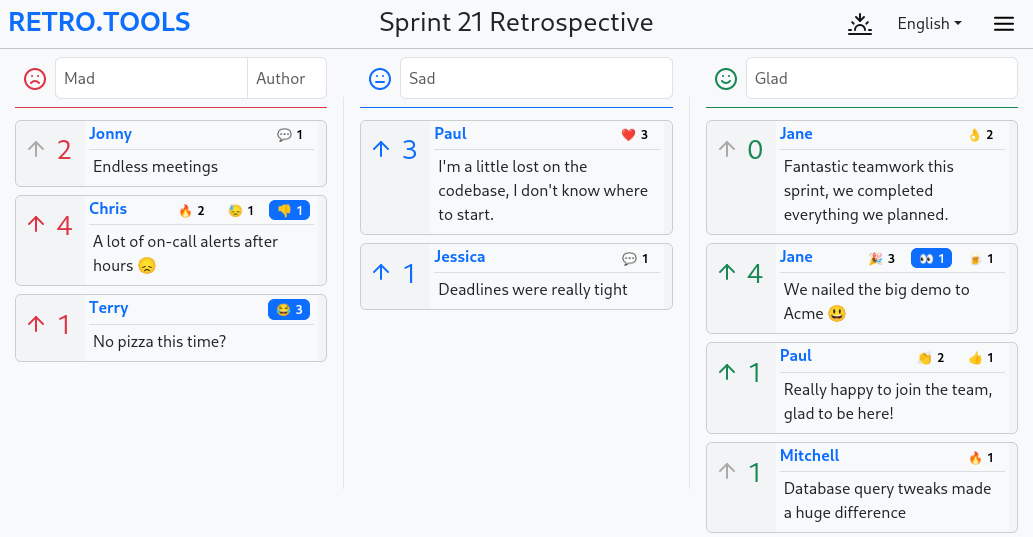 RETRO.TOOLS
Sprint 21 Retrospective
English
Mad
Author
2
Jonny
💬 1
Endless meetings
4
Chris
🔥 2
😓 1
👎 1
A lot of on-call alerts after
hours 😞
1
Terry
😂 3
No pizza this time?
Sad
3
Paul
❤️ 3
I'm a little lost on the
codebase, I don't know where
to start.
1
Jessica
💬 1
Deadlines were really tight
Glad
0
Jane
👌 2
Fantastic teamwork this
sprint, we completed
everything we planned.
4
Jane
🎉 3
👀 1
🍺 1
We nailed the big demo to
Acme 😃
1
Paul
👏 2
👍 1
Really happy to join the team,
glad to be here!
1
Mitchell
🔥 1
Database query tweaks made
a huge difference